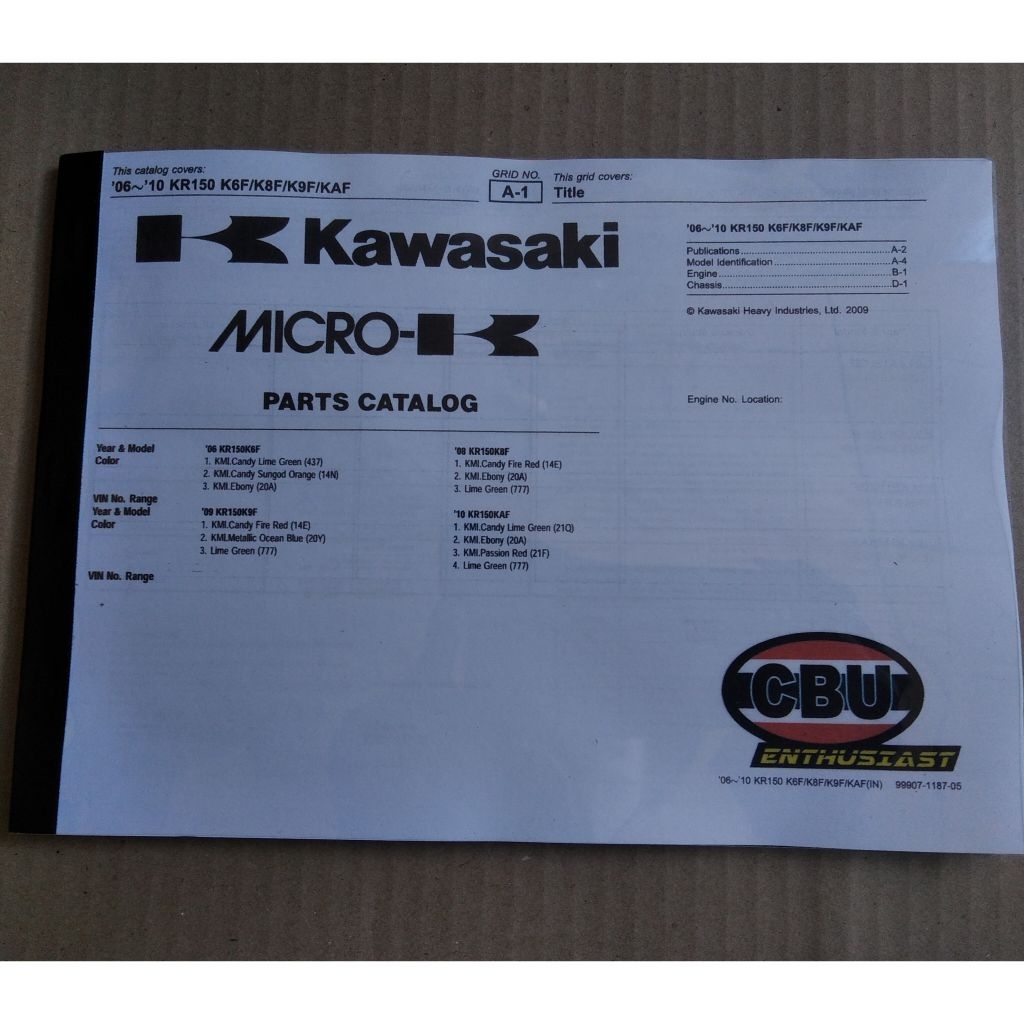 This catalog covers:
'06~'10 KR150 K6F/K8F/K9F/KAF
GRID NO.
A-1
This grid covers:
Title
Kawasaki
MICRO-K
PARTS CATALOG
'06~'10 KR150 K6F/K8F/K9F/KAF
Publications....................................................A-2
Model Identification........................................A-4
Engine............................................................B-1
Chassis...........................................................D-1
© Kawasaki Heavy Industries, Ltd. 2009
Engine No. Location:
Year & Model
Color
'06 KR150K6F
1. KMI.Candy Lime Green (437)
2. KMI.Candy Sungod Orange (14N)
3. KMI.Ebony (20A)
'08 KR150K8F
1. KMI.Candy Fire Red (14E)
2. KMI.Ebony (20A)
3. Lime Green (777)
VIN No. Range
Year & Model
Color
'09 KR150K9F
1. KMI.Candy Fire Red (14E)
2. KMI.Metallic Ocean Blue (20Y)
3. Lime Green (777)
'10 KR150KAF
1. KMI.Candy Lime Green (21Q)
2. KMI.Ebony (20A)
3. KMI.Passion Red (21F)
4. Lime Green (777)
VIN No. Range
CBU
ENTHUSIAST
'06~'10 KR150 K6F/K8F/K9F/KAF(IN) 99907-1187-05